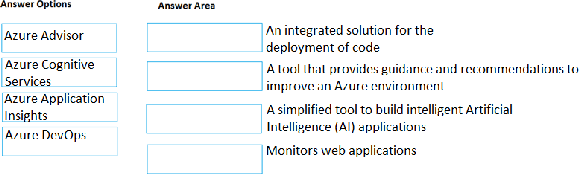 Answer Options
Answer Area
Azure Advisor
An integrated solution for the
deployment of code
Azure Cognitive
Services
A tool that provides guidance and recommendations to
improve an Azure environment
Azure Application
Insights
A simplified tool to build intelligent Artificial
Intelligence (AI) applications
Azure DevOps
Monitors web applications